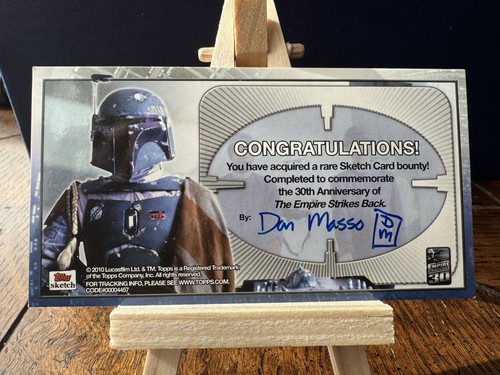 CONGRATULATIONS!
You have acquired a rare Sketch Card bounty!
Completed to commemorate
the 30th Anniversary of
The Empire Strikes Back.
By: Dan Masso DM
© 2010 Lucasfilm Ltd. & TM. Topps is a Registered Trademark
of the Topps Company, Inc. All rights reserved.
FOR TRACKING INFO, PLEASE SEE WWW.TOPPS.COM.
CODE#00004457
Topps
sketch
EMPIRE
30